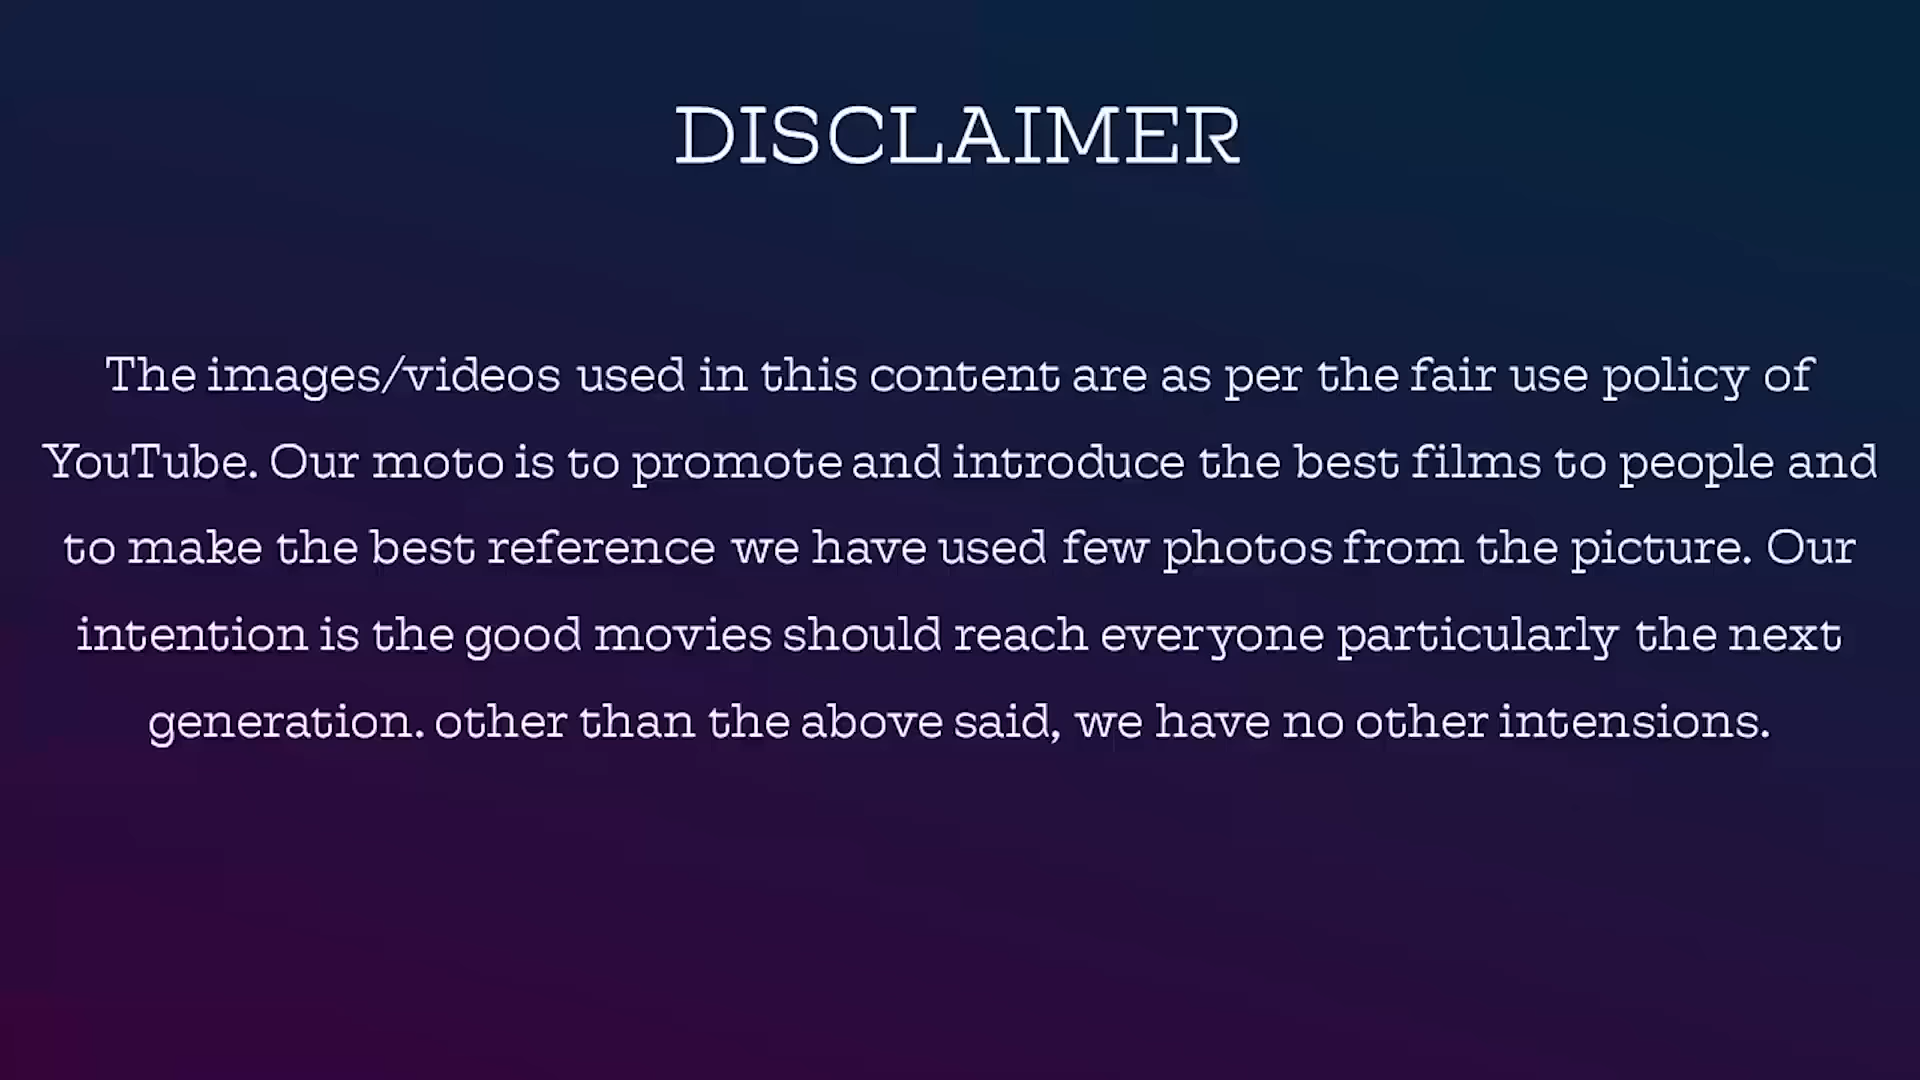 DISCLAIMER
The images/videos used in this content are as per the fair use policy of
YouTube. Our moto is to promote and introduce the best films to people and
to make the best reference we have used few photos from the picture. Our
intention is the good movies should reach everyone particularly the next
generation. other than the above said, we have no other intensions.